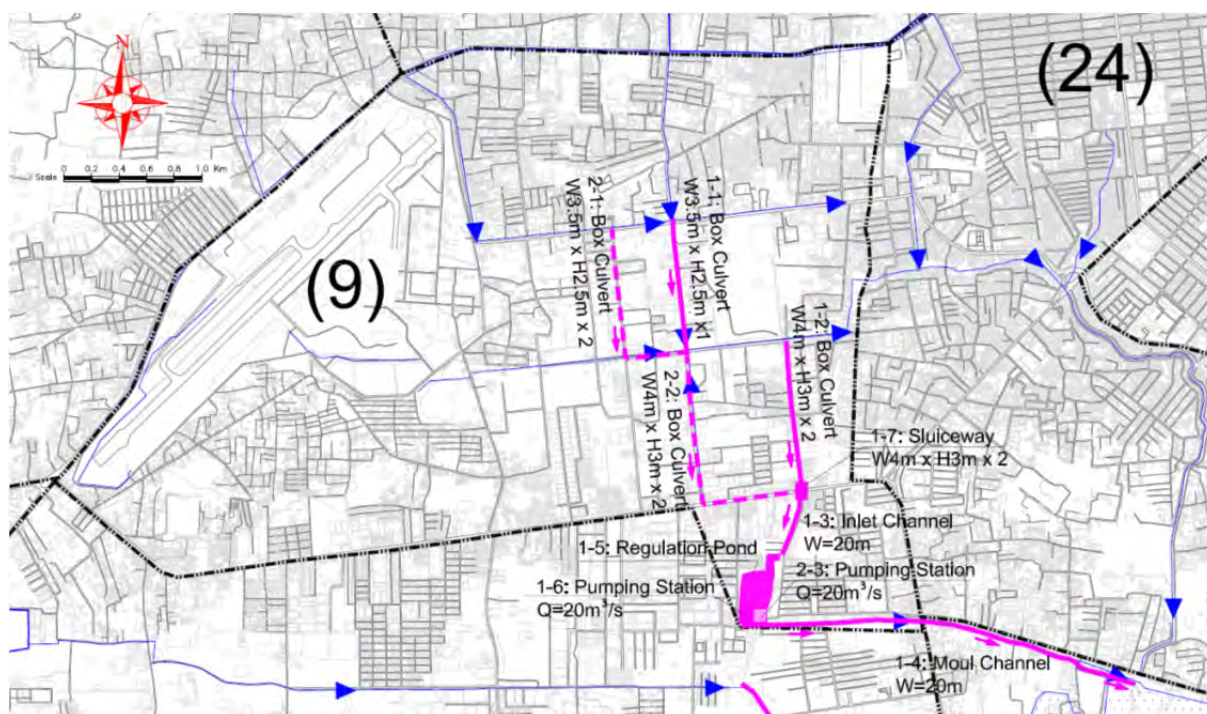 N
(24)
0 0.2 0.4 0.6 0.8 1.0 Km
Scale
(9)
2-1: Box Culvert
W3.5m x H2.5m x 2
1-1: Box Culvert
W3.5m x H2.5m x1
1-2: Box Culvert
W4m x H3m x 2
2-2: Box Culvert
W4m x H3m x 2
1-7: Sluiceway
W4m x H3m x 2
1-3: Inlet Channel
W=20m
1-5: Regulation Pond
2-3: Pumping Station
Q=20m³/s
1-6: Pumping Station
Q=20m³/s
1-4: Moul Channel
W=20m